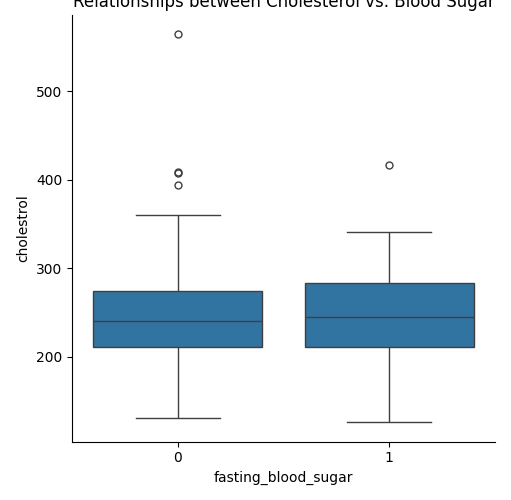 Relationships between Cholesterol vs. Blood Sugar
500
400
300
200
cholestrol
0
1
fasting_blood_sugar